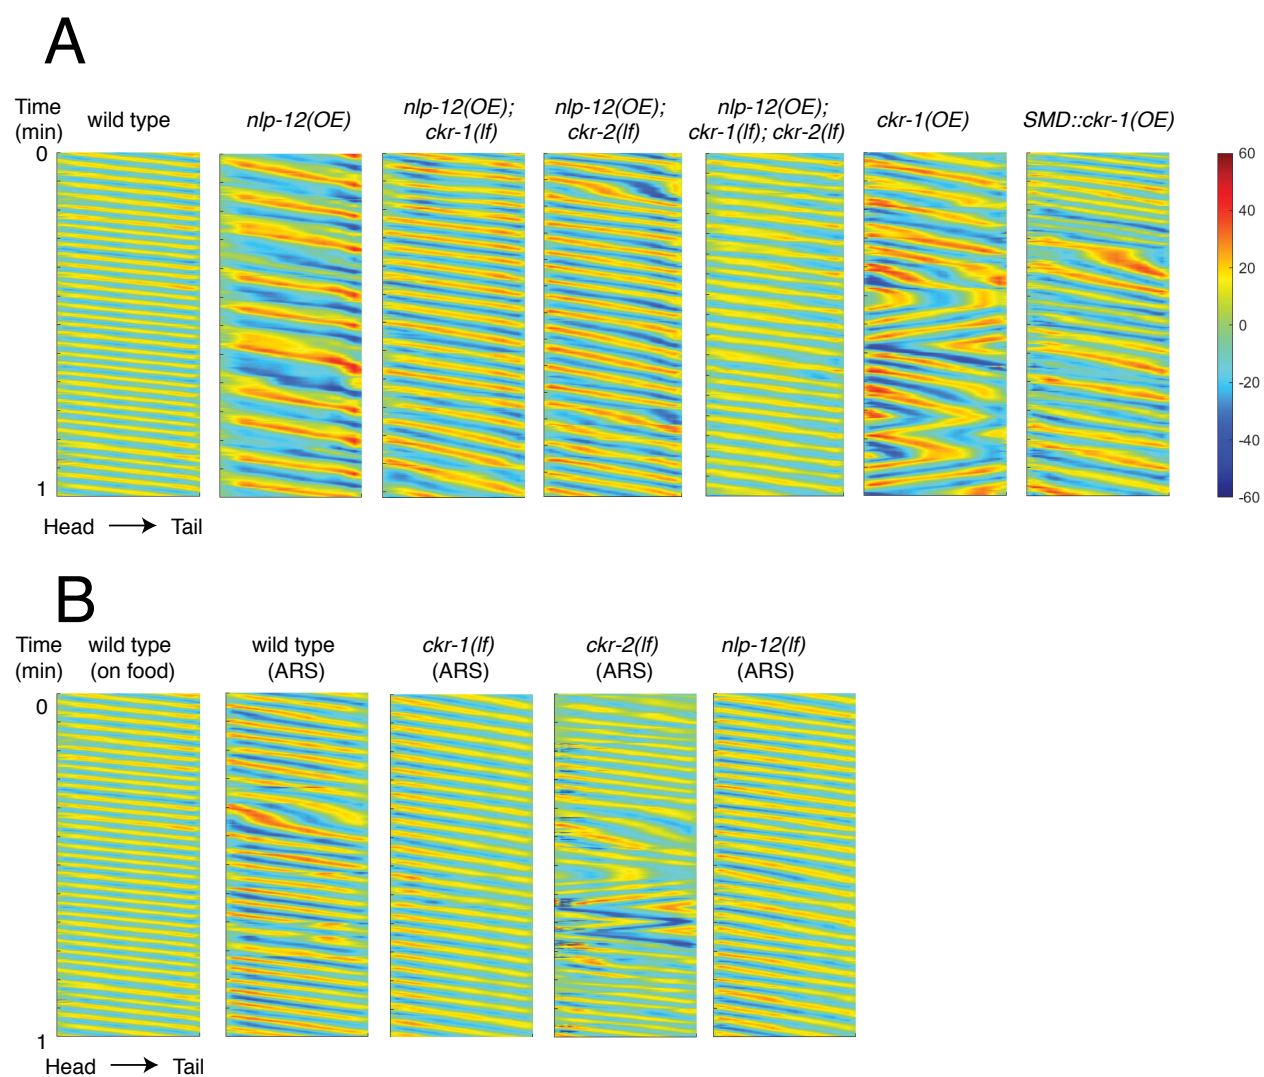 A
Time
(min)
wild type
nlp-12(OE)
nlp-12(OE);
ckr-1(lf)
nlp-12(OE);
ckr-2(lf)
nlp-12(OE);
ckr-1(lf); ckr-2(lf)
ckr-1(OE)
SMD::ckr-1(OE)
0
1
Head
Tail
60
40
20
0
-20
-40
-60
B
Time
(min)
wild type
(on food)
wild type
(ARS)
ckr-1(lf)
(ARS)
ckr-2(lf)
(ARS)
nlp-12(lf)
(ARS)
0
1
Head
Tail